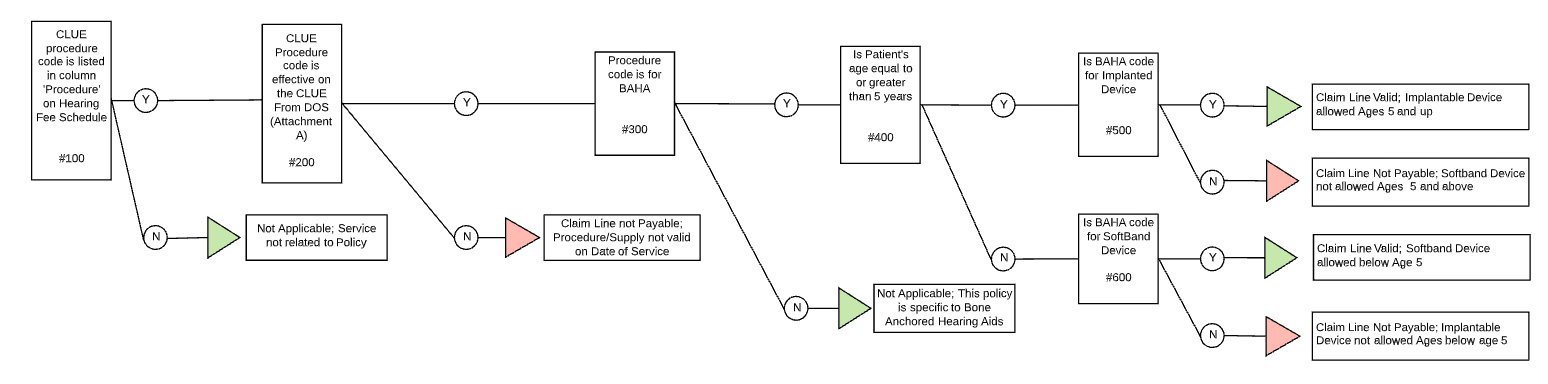 CLUE
procedure
code is listed
in column
'Procedure'
on Hearing
Fee Schedule
#100
Y
N
Not Applicable; Service
not related to Policy
CLUE
Procedure
code is
effective on
the CLUE
From DOS
(Attachment
A)
#200
Y
N
Claim Line not Payable;
Procedure/Supply not valid
on Date of Service
Procedure
code is for
BAHA
#300
Y
N
Not Applicable; This policy
is specific to Bone
Anchored Hearing Aids
Is Patient's
age equal to
or greater
than 5 years
#400
Y
N
Is BAHA code
for Implanted
Device
#500
Y
Claim Line Valid; Implantable Device
allowed Ages 5 and up
N
Claim Line Not Payable; Softband Device
not allowed Ages 5 and above
Is BAHA code
for SoftBand
Device
#600
Y
Claim Line Valid; Softband Device
allowed below Age 5
N
Claim Line Not Payable; Implantable
Device not allowed Ages below age 5